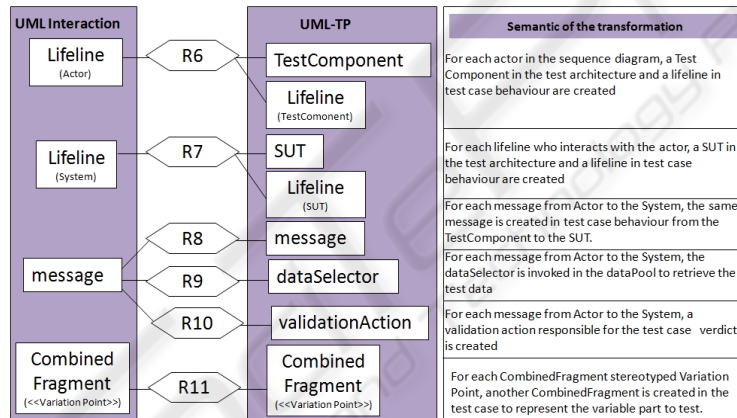 UML Interaction
UML-TP
Semantic of the transformation
Lifeline
(Actor)
R6
TestComponent
Lifeline
(TestComonent)
For each actor in the sequence diagram, a Test
Component in the test architecture and a lifeline in
test case behaviour are created
Lifeline
(System)
R7
SUT
Lifeline
(SUT)
For each lifeline who interacts with the actor, a SUT in
the test architecture and a lifeline in test case
behaviour are created
message
R8
message
For each message from Actor to the System, the same
message is created in test case behaviour from the
TestComponent to the SUT.
R9
dataSelector
For each message from Actor to the System, the
dataSelector is invoked in the dataPool to retrieve the
test data
R10
validationAction
For each message from Actor to the System, a
validation action responsible for the test case verdict
is created
Combined
Fragment
(<<Variation Point>>)
R11
Combined
Fragment
(<<Variation Point>>)
For each CombinedFragment stereotyped Variation
Point, another CombinedFragment is created in the
test case to represent the variable part to test.